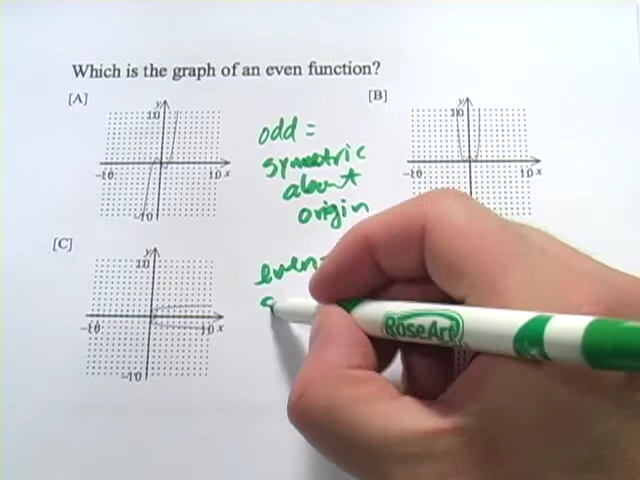 Which is the graph of an even function?
[A]
[B]
y
10
-10
10 x
-10
y
10
-10
10 x
odd =
symmetric
about
origin
[C]
y
10
-10
10 x
-10
even=
s
RoseArt